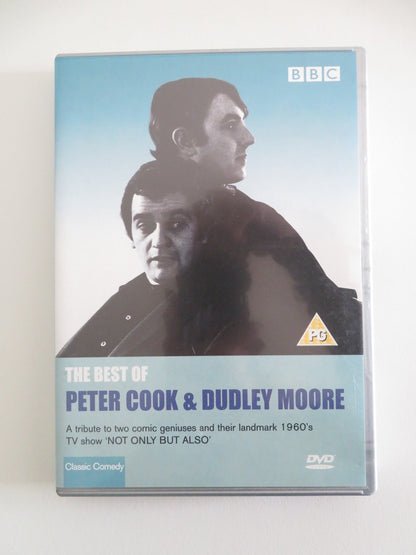 BBC
PG
THE BEST OF
PETER COOK & DUDLEY MOORE
A tribute to two comic geniuses and their landmark 1960's
TV show 'NOT ONLY BUT ALSO'
Classic Comedy
DVD